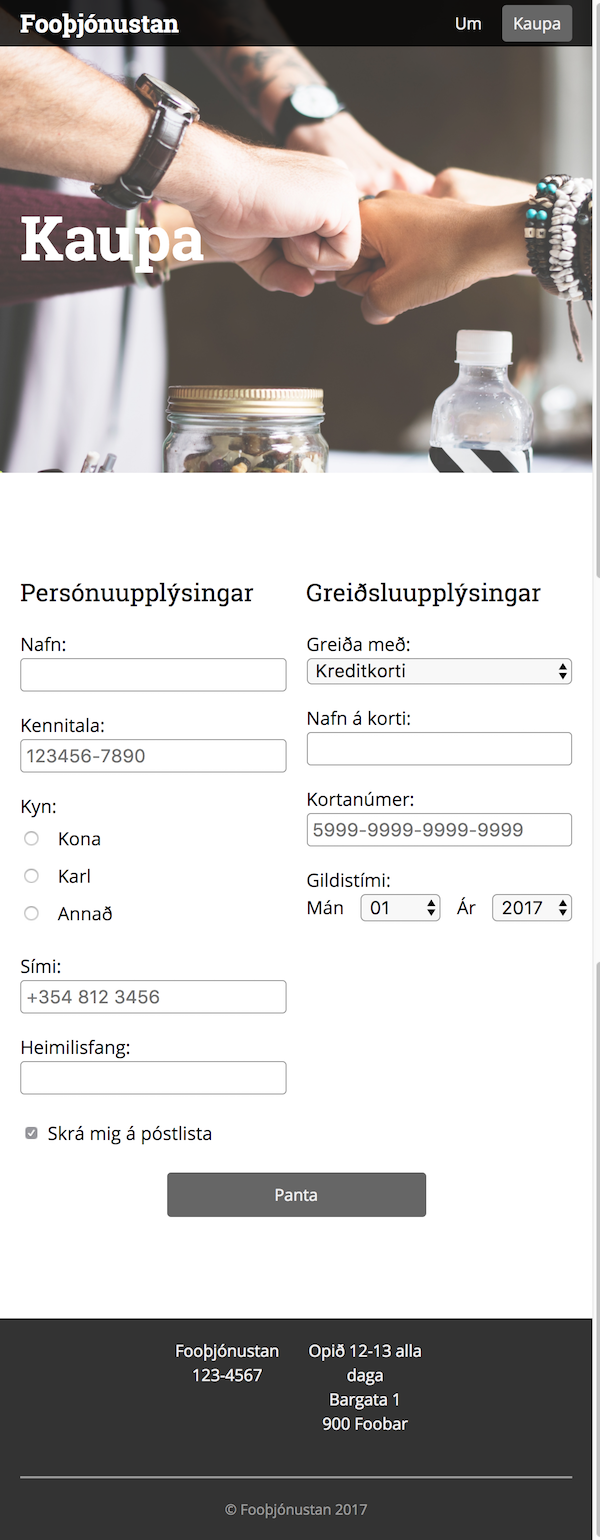 Fooþjónustan
Um
Kaupa
Kaupa
Persónuupplýsingar
Nafn:
Kennitala:
123456-7890
Kyn:
Kona
Karl
Annað
Sími:
+354 812 3456
Heimilisfang:
Skrá mig á póstlista
Greiðsluupplýsingar
Greiða með:
Kreditkorti
Nafn á korti:
Kortanúmer:
5999-9999-9999-9999
Gildistími:
Mán 01 Ár 2017
Panta
Fooþjónustan
123-4567
Opið 12-13 alla
daga
Bargata 1
900 Foobar
© Fooþjónustan 2017